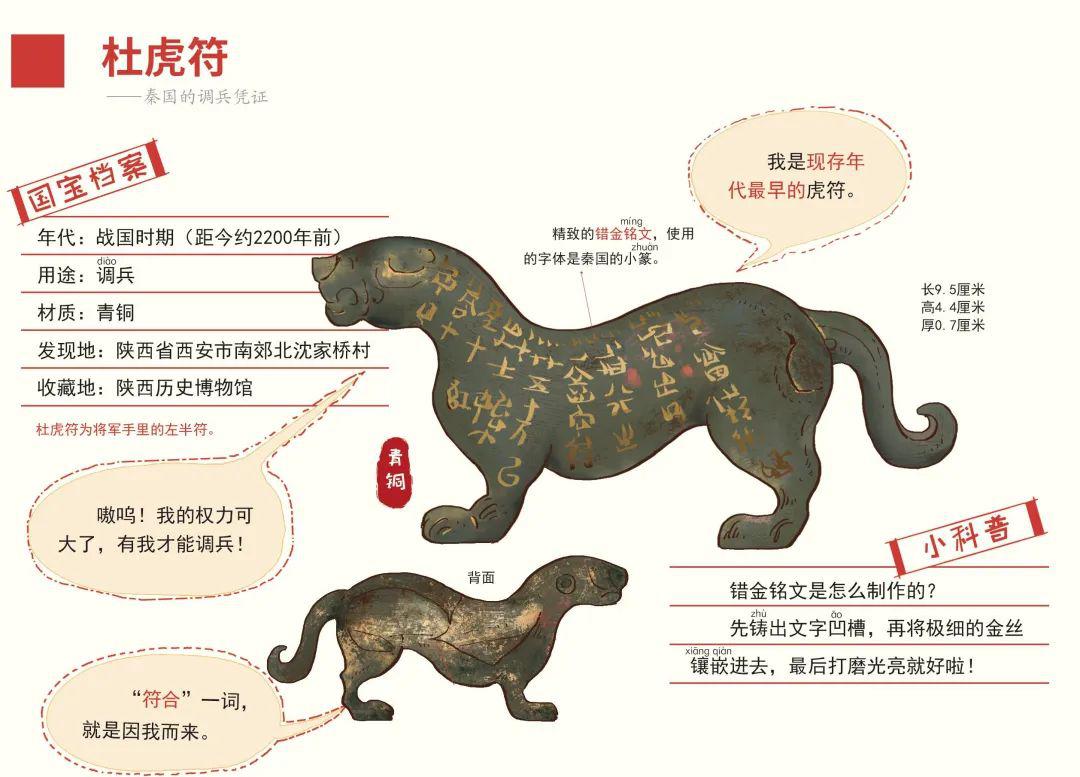 杜虎符
——秦国的调兵凭证
国宝档案
年代：战国时期（距今约2200年前）
diào
用途：调兵
材质：青铜
发现地：陕西省西安市南郊北沈家桥村
收藏地：陕西历史博物馆
杜虎符为将军手里的左半符。
嗷呜！我的权力可
大了，有我才能调兵！
我是现存年
代最早的虎符。
míng
精致的错金铭文，使用
zhuàn
的字体是秦国的小篆。
长9.5厘米
高4.4厘米
厚0.7厘米
青铜
背面
“符合”一词，
就是因我而来。
小科普
错金铭文是怎么制作的？
zhù āo
先铸出文字凹槽，再将极细的金丝
xiāng qiàn
镶嵌进去，最后打磨光亮就好啦！